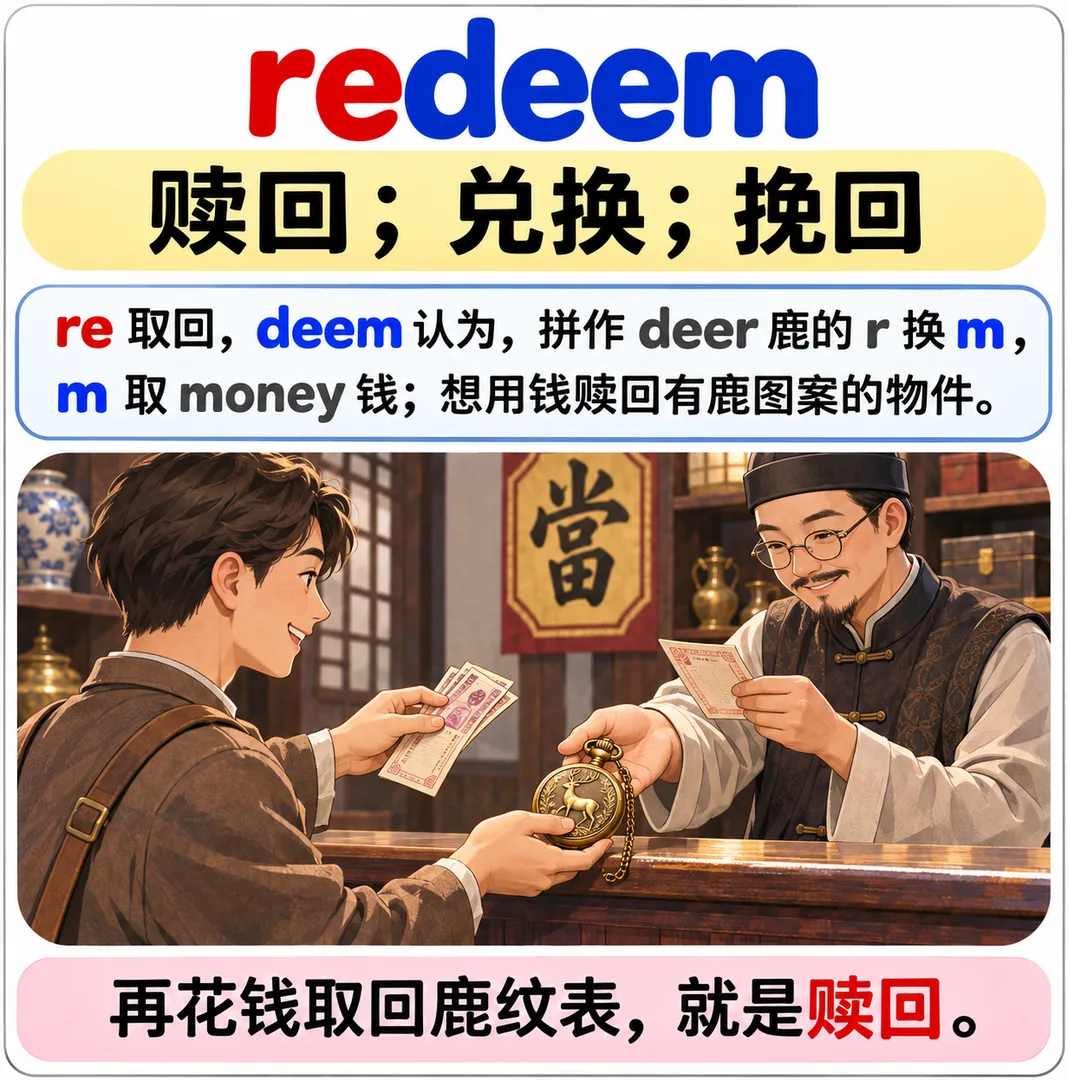 redeem
赎回；兑换；挽回
re 取回，deem 认为，拼作 deer 鹿的 r 换 m，
m 取 money 钱；想用钱赎回有鹿图案的物件。
當
再花钱取回鹿纹表，就是赎回。